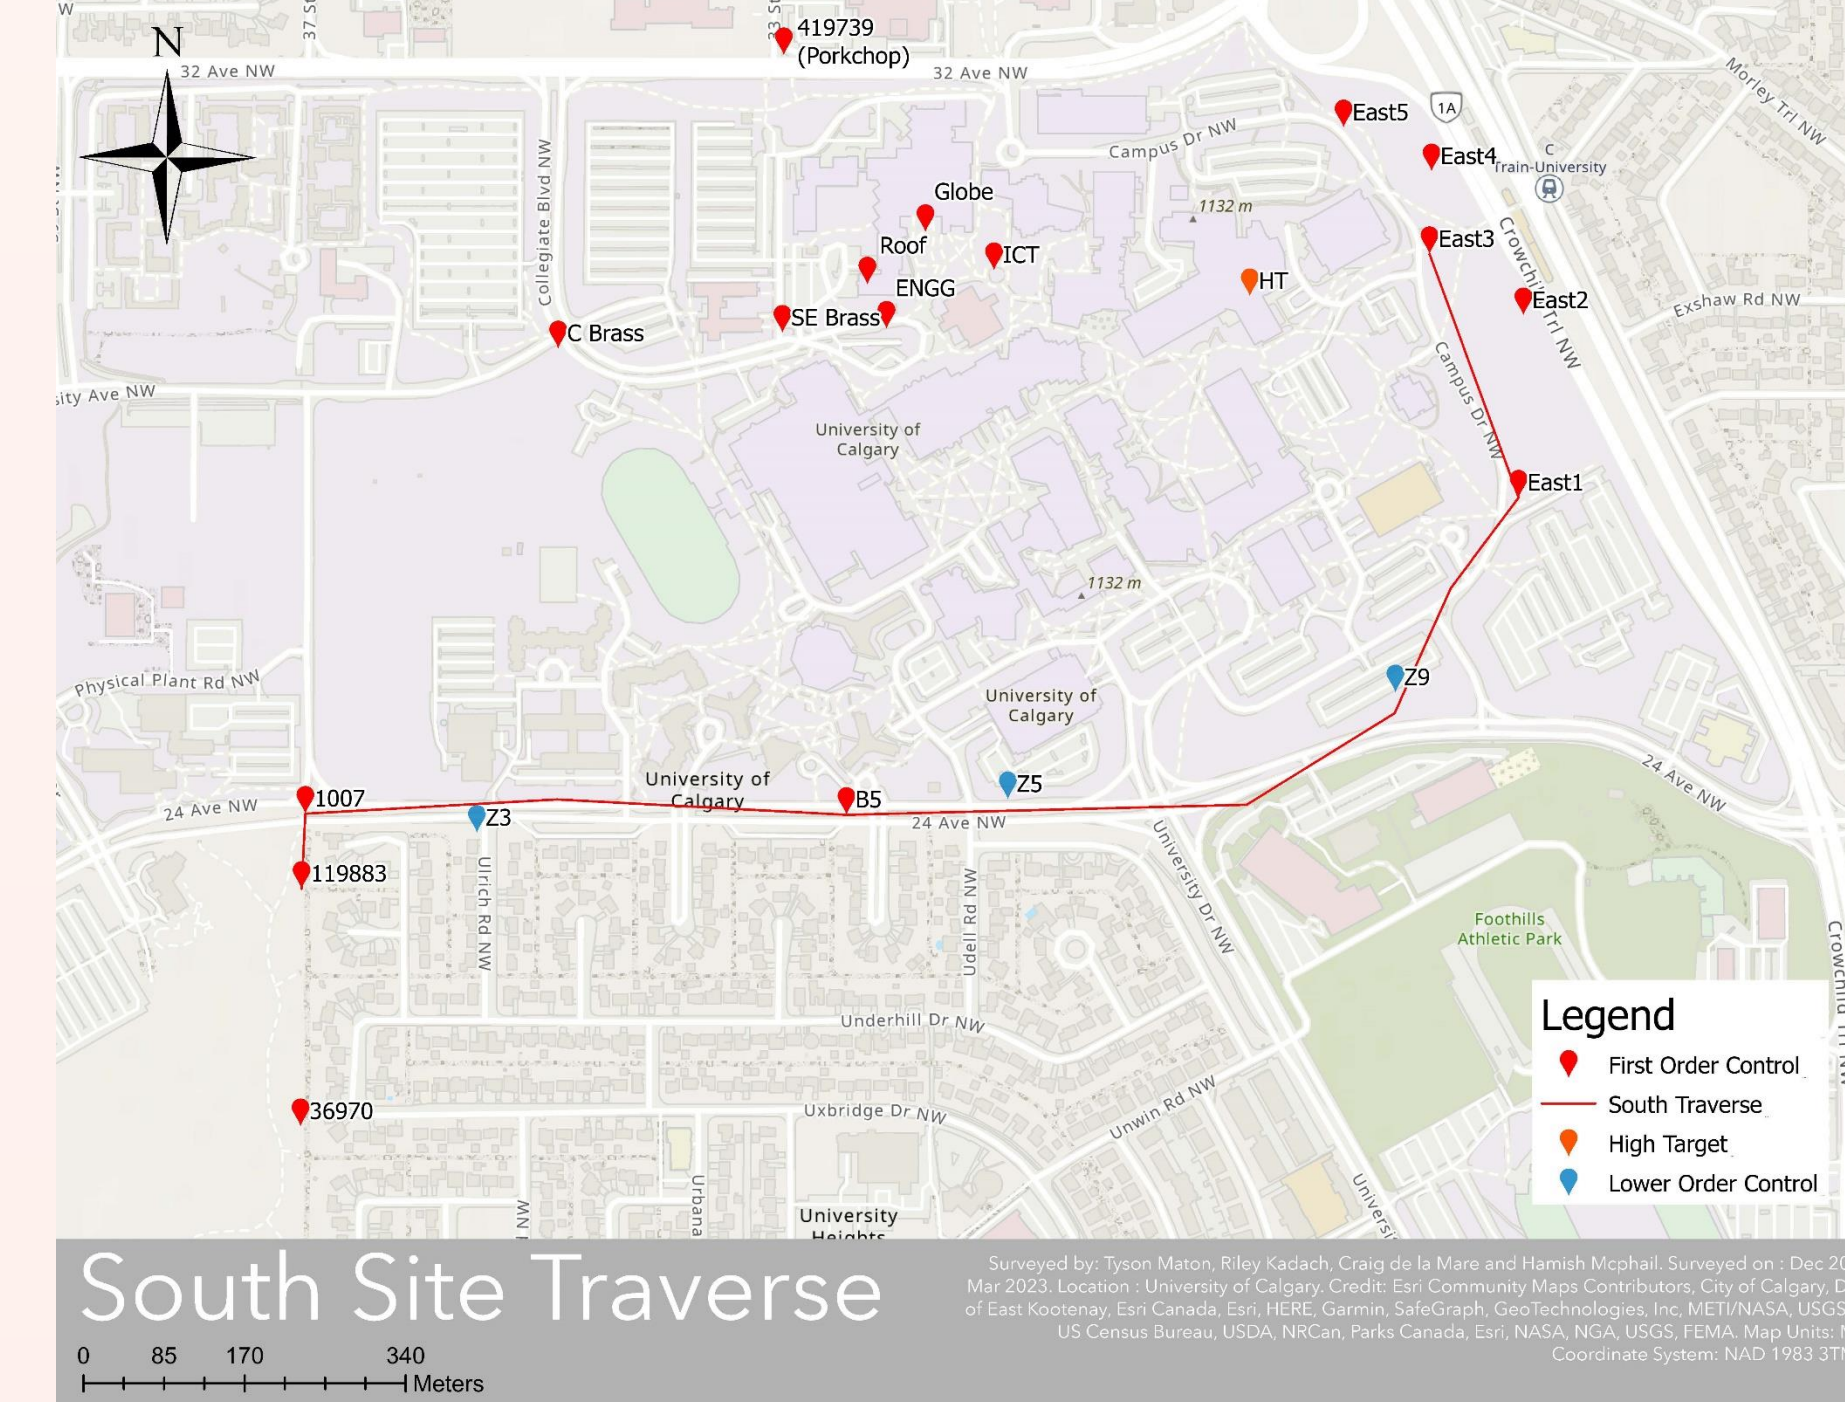 W
37 St
33 St
419739
(Porkchop)
N
32 Ave NW
32 Ave NW
Morley Trl NW
1A
East5
Campus Dr NW
East4
C
Train-University
Collegiate Blvd NW
Globe
1132 m
Roof
ICT
East3
Crowchild Trl NW
HT
ENGG
East2
Exshaw Rd NW
SE Brass
C Brass
Campus Dr NW
sity Ave NW
University of
Calgary
East1
1132 m
Physical Plant Rd NW
Z9
University of
Calgary
24 Ave NW
University of
Calgary
Z5
1007
B5
24 Ave NW
Z3
24 Ave NW
University Dr NW
119883
Ulrich Rd NW
Udell Rd NW
Foothills
Athletic Park
Crowchild Trl NW
Underhill Dr NW
Legend
First Order Control
South Traverse
High Target
Lower Order Control
36970
Uxbridge Dr NW
Unwin Rd NW
Urbana
NW
Universi
University
Heights
South Site Traverse
Surveyed by: Tyson Maton, Riley Kadach, Craig de la Mare and Hamish Mcphail. Surveyed on : Dec 20
Mar 2023. Location : University of Calgary. Credit: Esri Community Maps Contributors, City of Calgary, D
of East Kootenay, Esri Canada, Esri, HERE, Garmin, SafeGraph, GeoTechnologies, Inc, METI/NASA, USGS
US Census Bureau, USDA, NRCan, Parks Canada, Esri, NASA, NGA, USGS, FEMA. Map Units: M
Coordinate System: NAD 1983 3TM
0 85 170 340
Meters